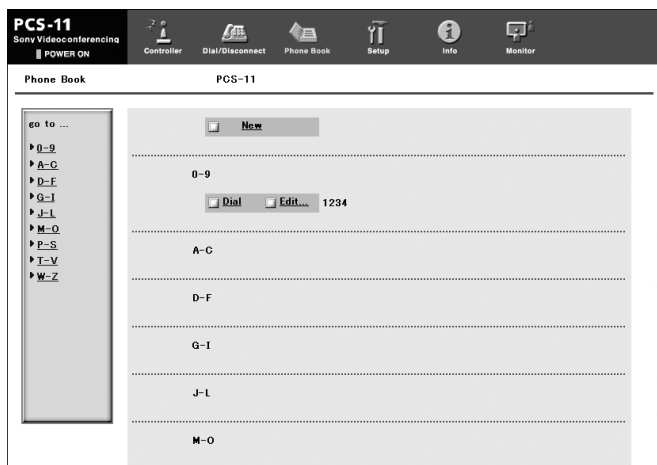 PCS-11
Sony Videoconferencing
POWER ON
Controller
Dial/Disconnect
Phone Book
Setup
Info
Monitor
Phone Book
PCS-11
go to ...
0-9
A-C
D-F
G-I
J-L
M-O
P-S
T-V
W-Z
New
0-9
Dial
Edit...
1234
A-C
D-F
G-I
J-L
M-O